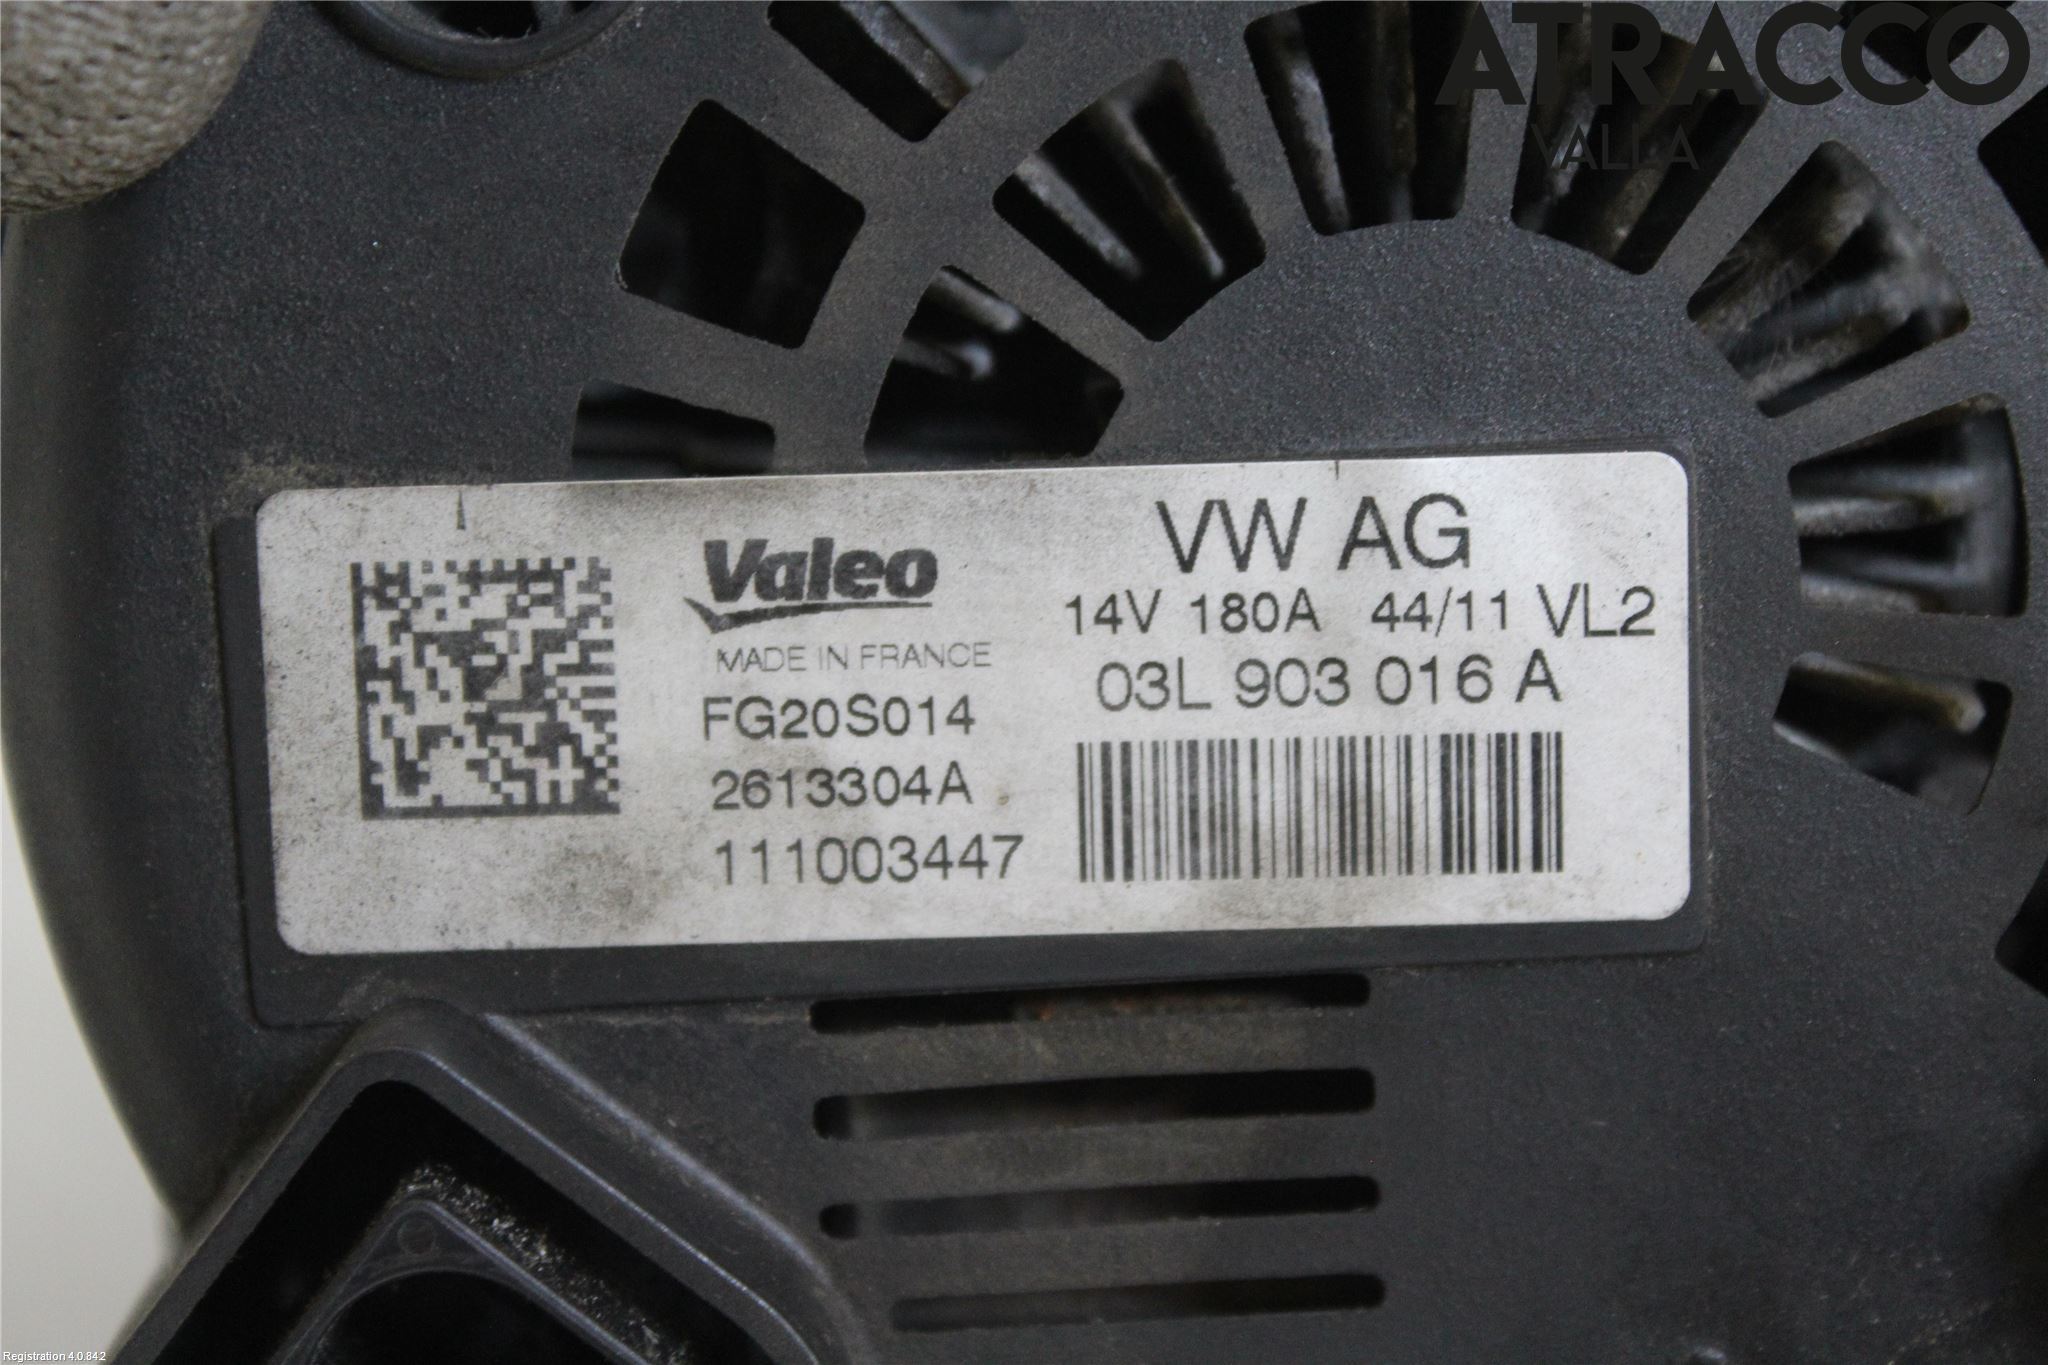 ATRACCO
VALLA
Valeo
MADE IN FRANCE
FG20S014
2613304A
111003447
VW AG
14V 180A 44/11 VL2
03L 903 016 A
Registration 4.0.842